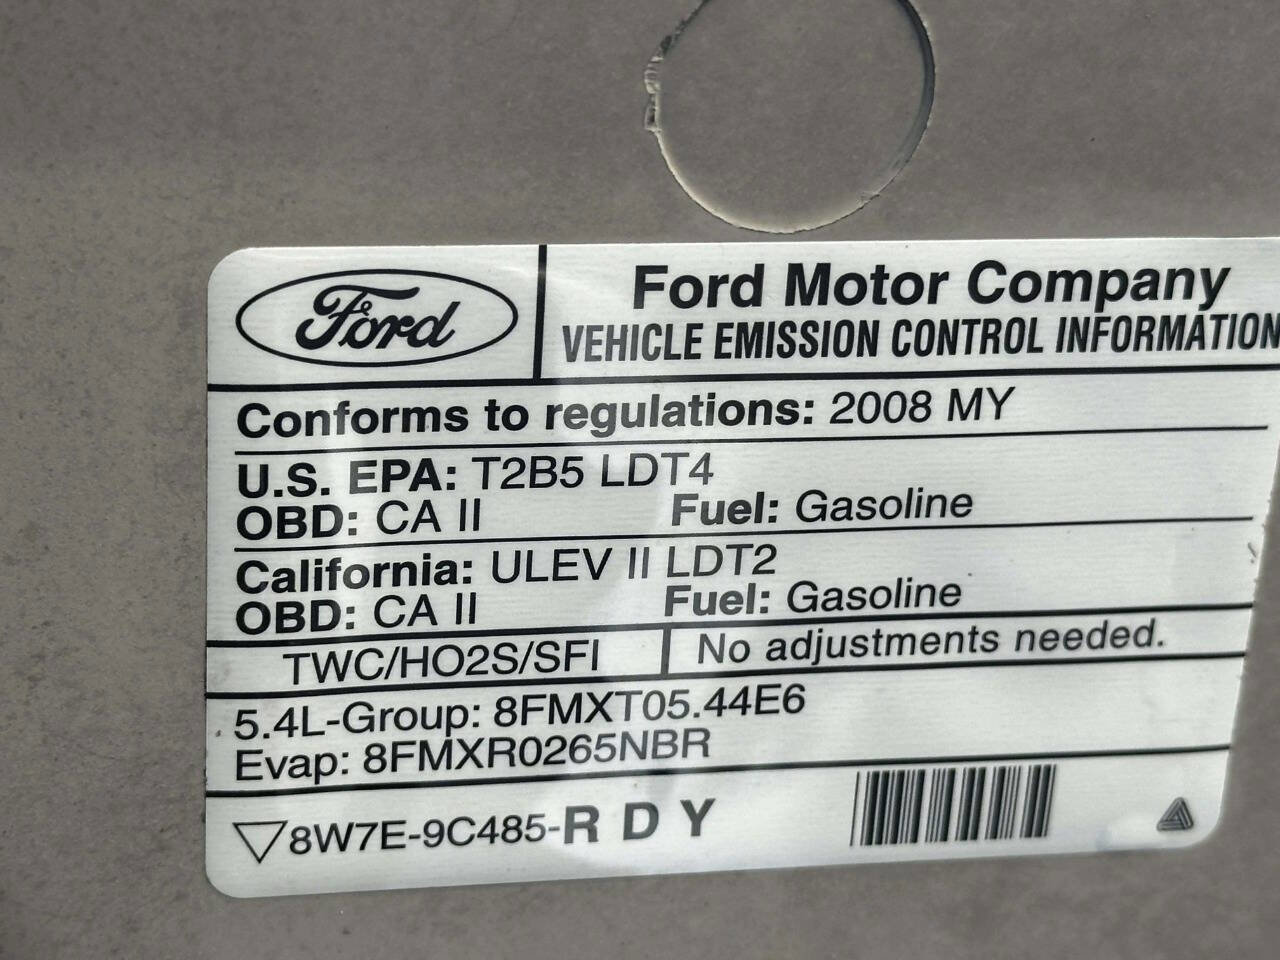 Ford
Ford Motor Company
VEHICLE EMISSION CONTROL INFORMATION
Conforms to regulations: 2008 MY
U.S. EPA: T2B5 LDT4
OBD: CA II Fuel: Gasoline
California: ULEV II LDT2
OBD: CA II Fuel: Gasoline
TWC/HO2S/SFI No adjustments needed.
5.4L-Group: 8FMXT05.44E6
Evap: 8FMXR0265NBR
8W7E-9C485-R D Y